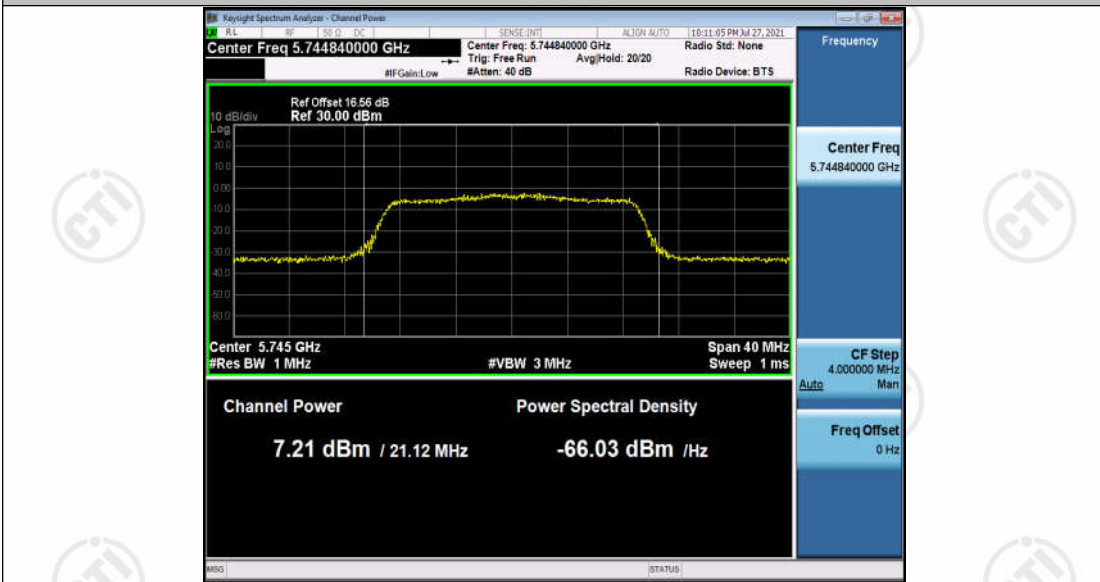 Keysight Spectrum Analyzer - Channel Power
RL RF 50 Ω DC SENSE:INT ALIGN AUTO 10:11:05 PM Jul 27, 2021
Center Freq 5.744840000 GHz
Center Freq: 5.744840000 GHz Radio Std: None
Trig: Free Run Avg|Hold: 20/20
#IFGain:Low #Atten: 40 dB Radio Device: BTS
Frequency
Ref Offset 16.56 dB
10 dB/div Ref 30.00 dBm
Log
20.0
10.0
0.00
-10.0
-20.0
-30.0
-40.0
-50.0
-60.0
Center 5.745 GHz Span 40 MHz
#Res BW 1 MHz #VBW 3 MHz Sweep 1 ms
Center Freq
5.744840000 GHz
CF Step
4.000000 MHz
Auto Man
Freq Offset
0 Hz
Channel Power Power Spectral Density
7.21 dBm / 21.12 MHz -66.03 dBm /Hz
MSG STATUS
CTI
CTI
CTI
CTI